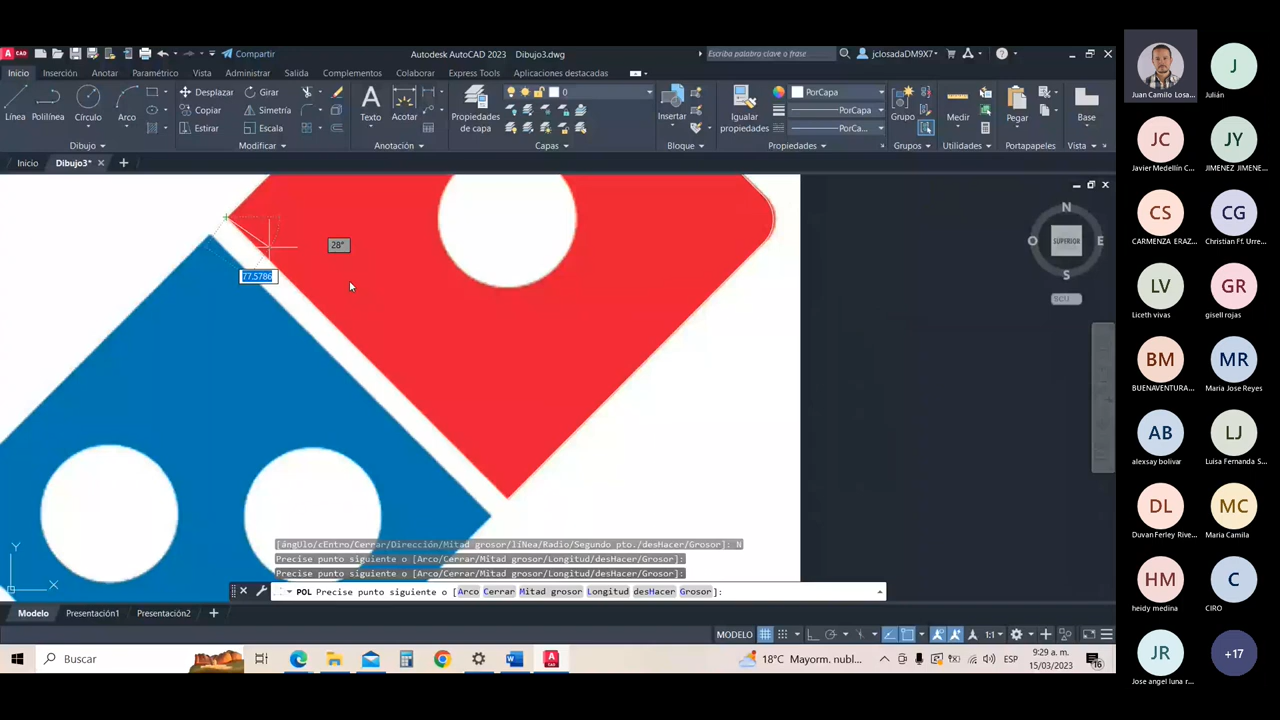 Compartir
Autodesk AutoCAD 2023 Dibujo3.dwg
Escriba palabra clave o frase
jclosadaDM9X7
Inicio Inserción Anotar Paramétrico Vista Administrar Salida Complementos Colaborar Express Tools Aplicaciones destacadas
Línea Polilínea Círculo Arco
Desplazar Girar
Copiar Simetría
Estirar Escala
Texto Acotar
Propiedades de capa
0
Insertar
Igualar propiedades
PorCapa
PorCapa
PorCa...
Grupo
Medir
Pegar
Base
Dibujo Modificar Anotación Capas Bloque Propiedades Grupos Utilidades Portapapeles Vista
Inicio Dibujo3*
N
O SUPERIOR E
S
SCU
28°
77.5786
Y
X
[ángUlo/cEntro/Cerrar/Dirección/Mitad grosor/líNea/Radio/Segundo pto./desHacer/Grosor]: N
Precise punto siguiente o [Arco/Cerrar/Mitad grosor/Longitud/desHacer/Grosor]:
Precise punto siguiente o [Arco/Cerrar/Mitad grosor/Longitud/desHacer/Grosor]:
POL Precise punto siguiente o [Arco Cerrar Mitad grosor Longitud desHacer Grosor]:
Modelo Presentación1 Presentación2
MODELO
1:1
Buscar
18°C Mayorm. nubl...
ESP
9:29 a. m.
15/03/2023
16
Juan Camilo Losa...
J
Julián
JC
Javier Medellín C...
JY
JIMENEZ JIMENE...
CS
CARMENZA ERAZ...
CG
Christian Ff. Urre...
LV
Liceth vivas
GR
gisell rojas
BM
BUENAVENTURA...
MR
Maria Jose Reyes
AB
alexsay bolivar
LJ
Luisa Fernanda S...
DL
Duvan Ferley Rive...
MC
Maria Camila
HM
heidy medina
C
CIRO
JR
Jose angel luna r...
+17